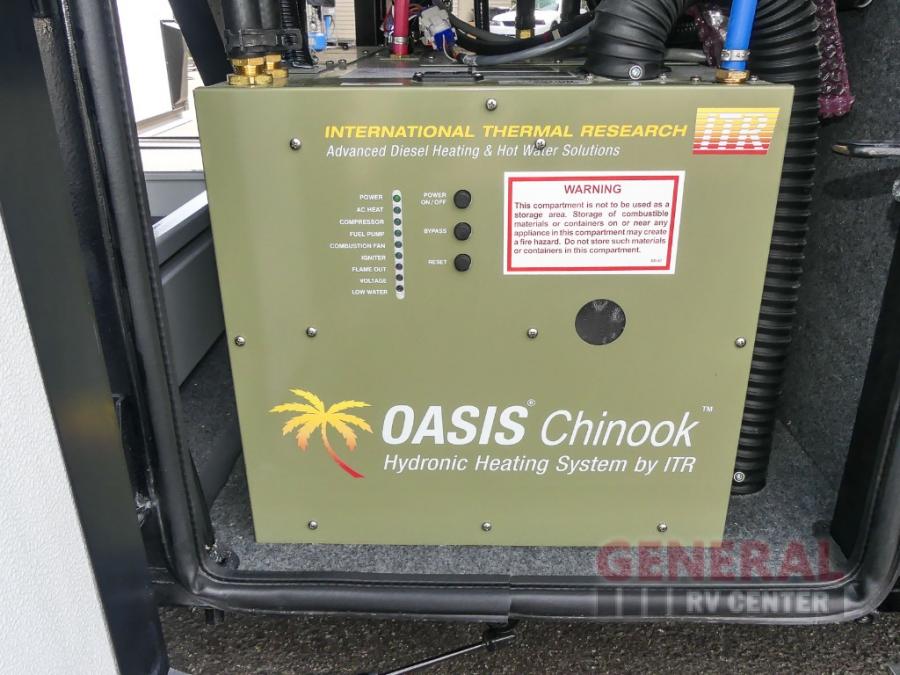 INTERNATIONAL THERMAL RESEARCH
ITR
Advanced Diesel Heating & Hot Water Solutions
POWER
AC HEAT
COMPRESSOR
FUEL PUMP
COMBUSTION FAN
IGNITER
FLAME OUT
VOLTAGE
LOW WATER
POWER
ON / OFF
BYPASS
RESET
WARNING
This compartment is not to be used as a
storage area. Storage of combustible
materials or containers on or near any
appliance in this compartment may create
a fire hazard. Do not store such materials
or containers in this compartment.
OASIS® Chinook™
Hydronic Heating System by ITR
GENERAL
RV CENTER